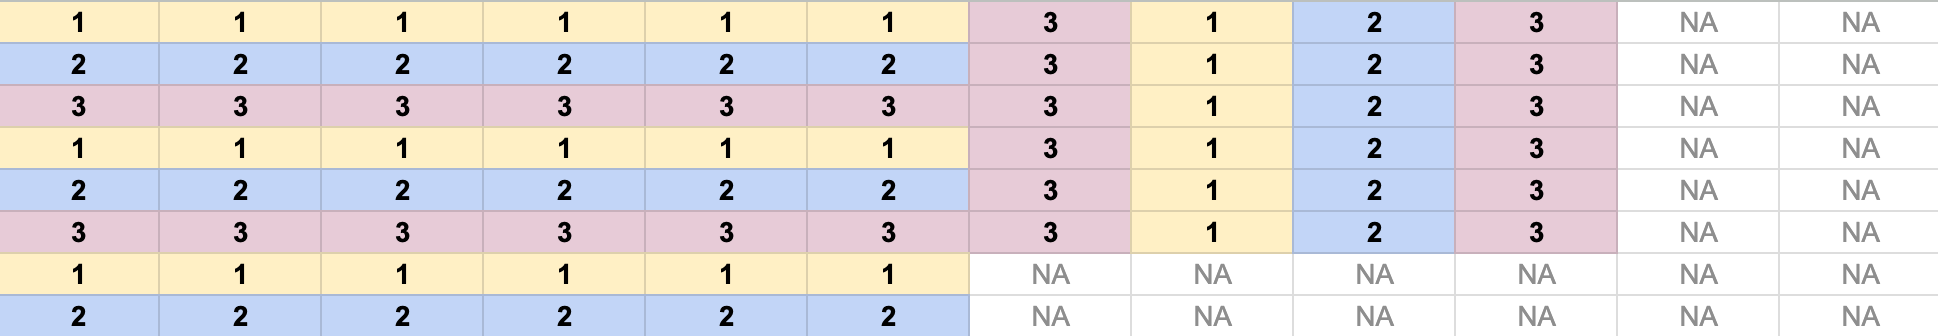 1 1 1 1 1 1 3 1 2 3 NA NA
2 2 2 2 2 2 3 1 2 3 NA NA
3 3 3 3 3 3 3 1 2 3 NA NA
1 1 1 1 1 1 3 1 2 3 NA NA
2 2 2 2 2 2 3 1 2 3 NA NA
3 3 3 3 3 3 3 1 2 3 NA NA
1 1 1 1 1 1 NA NA NA NA NA NA
2 2 2 2 2 2 NA NA NA NA NA NA